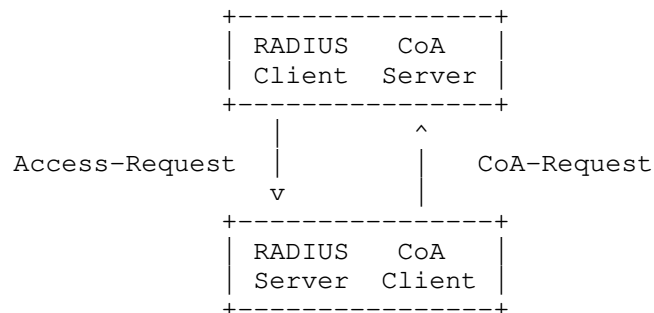 RADIUS CoA
Client Server
Access-Request CoA-Request
RADIUS CoA
Server Client